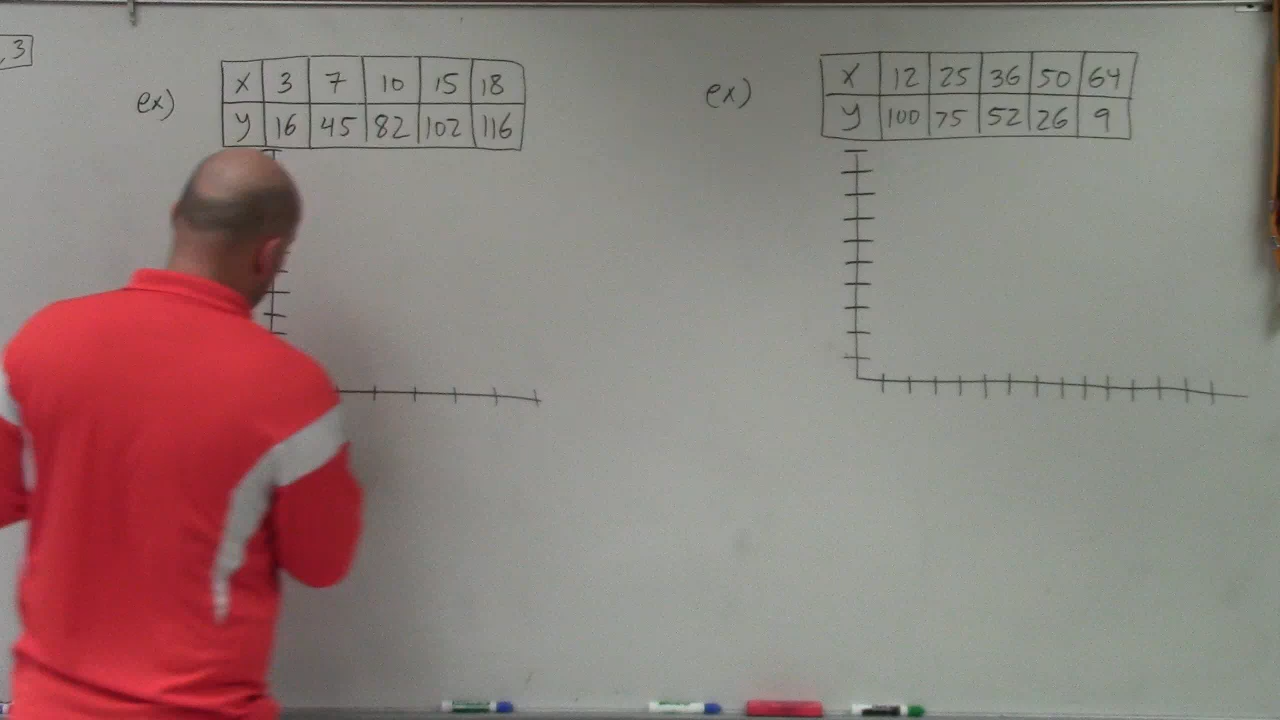 , 3
ex)
x 3 7 10 15 18
y 16 45 82 102 116
ex)
x 12 25 36 50 64
y 100 75 52 26 9